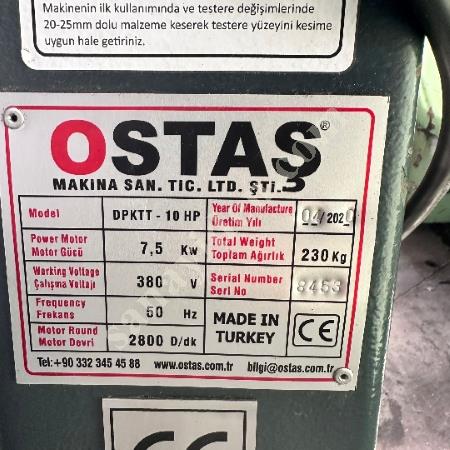 Makinenin ilk kullanımında ve testere değişimlerinde
20-25mm dolu malzeme keserek testere yüzeyini kesime
uygun hale getiriniz.
OSTAŞ®
MAKINA SAN. TIC. LTD. ŞTİ.
Model DPKTT - 10 HP Year Of Manufacture 04/2020
Üretim Yılı
Power Motor 7,5 Kw Total Weight 230 Kg
Motor Gücü Toplam Ağırlık
Working Voltage 380 V Serial Number 8453
Çalışma Voltajı Seri No
Frequency 50 Hz MADE IN CE
Frekans TURKEY
Motor Round 2800 D/dk
Motor Devri
Tel:+90 332 345 45 88 www.ostas.com.tr bilgi@ostas.com.tr
CE